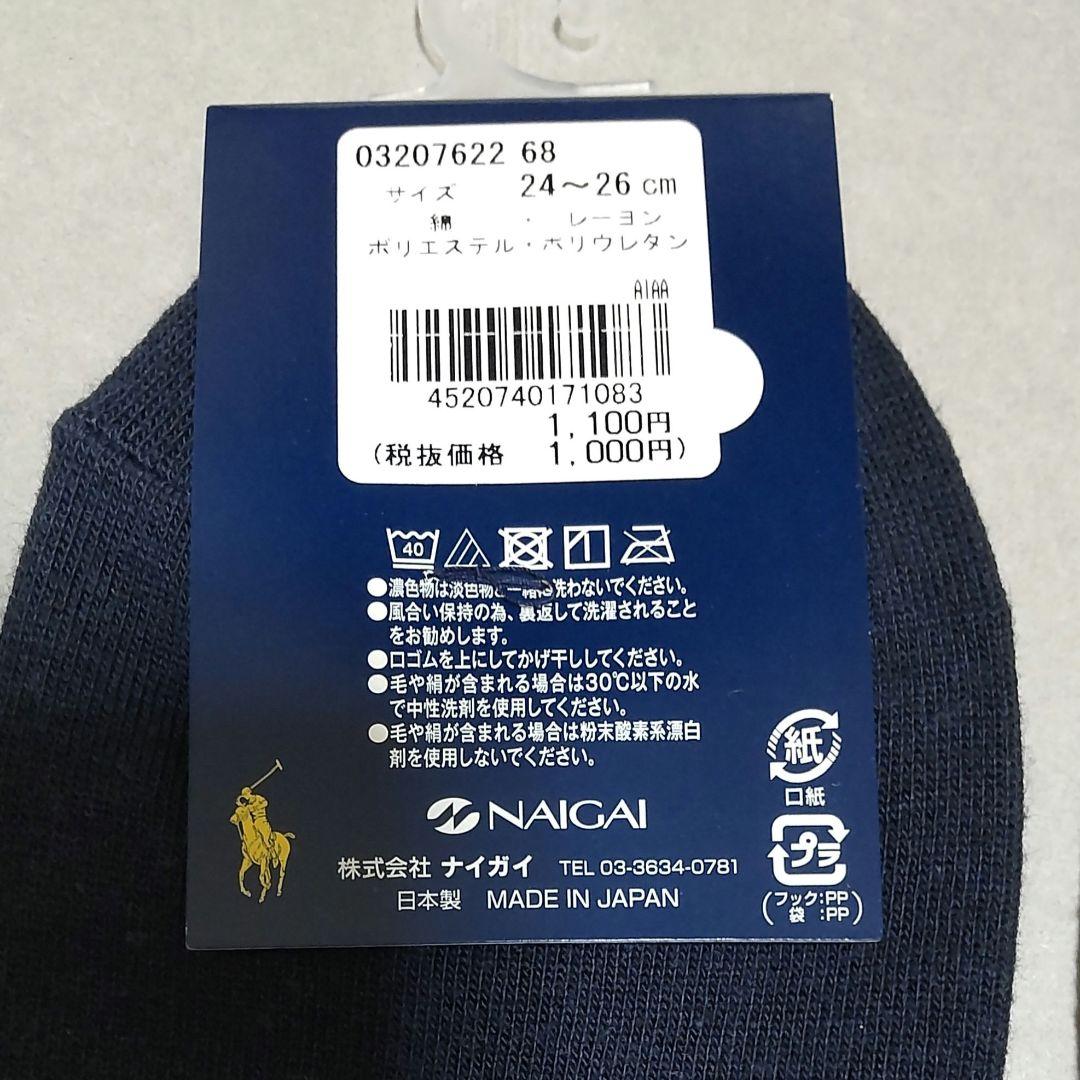 03207622 68
サイズ 24～26 cm
綿 ・ レーヨン
ポリエステル・ポリウレタン
A1AA
4520740171083
1,100円
(税抜価格 1,000円)
40
●濃色物は淡色物と一緒に洗わないでください。
●風合い保持の為、裏返して洗濯されること
をお勧めします。
●口ゴムを上にしてかげ干ししてください。
●毛や絹が含まれる場合は30℃以下の水
で中性洗剤を使用してください。
●毛や絹が含まれる場合は粉末酸素系漂白
剤を使用しないでください。
紙
口紙
プラ
(フック:PP
袋 :PP)
NAIGAI
株式会社 ナイガイ TEL 03-3634-0781
日本製 MADE IN JAPAN